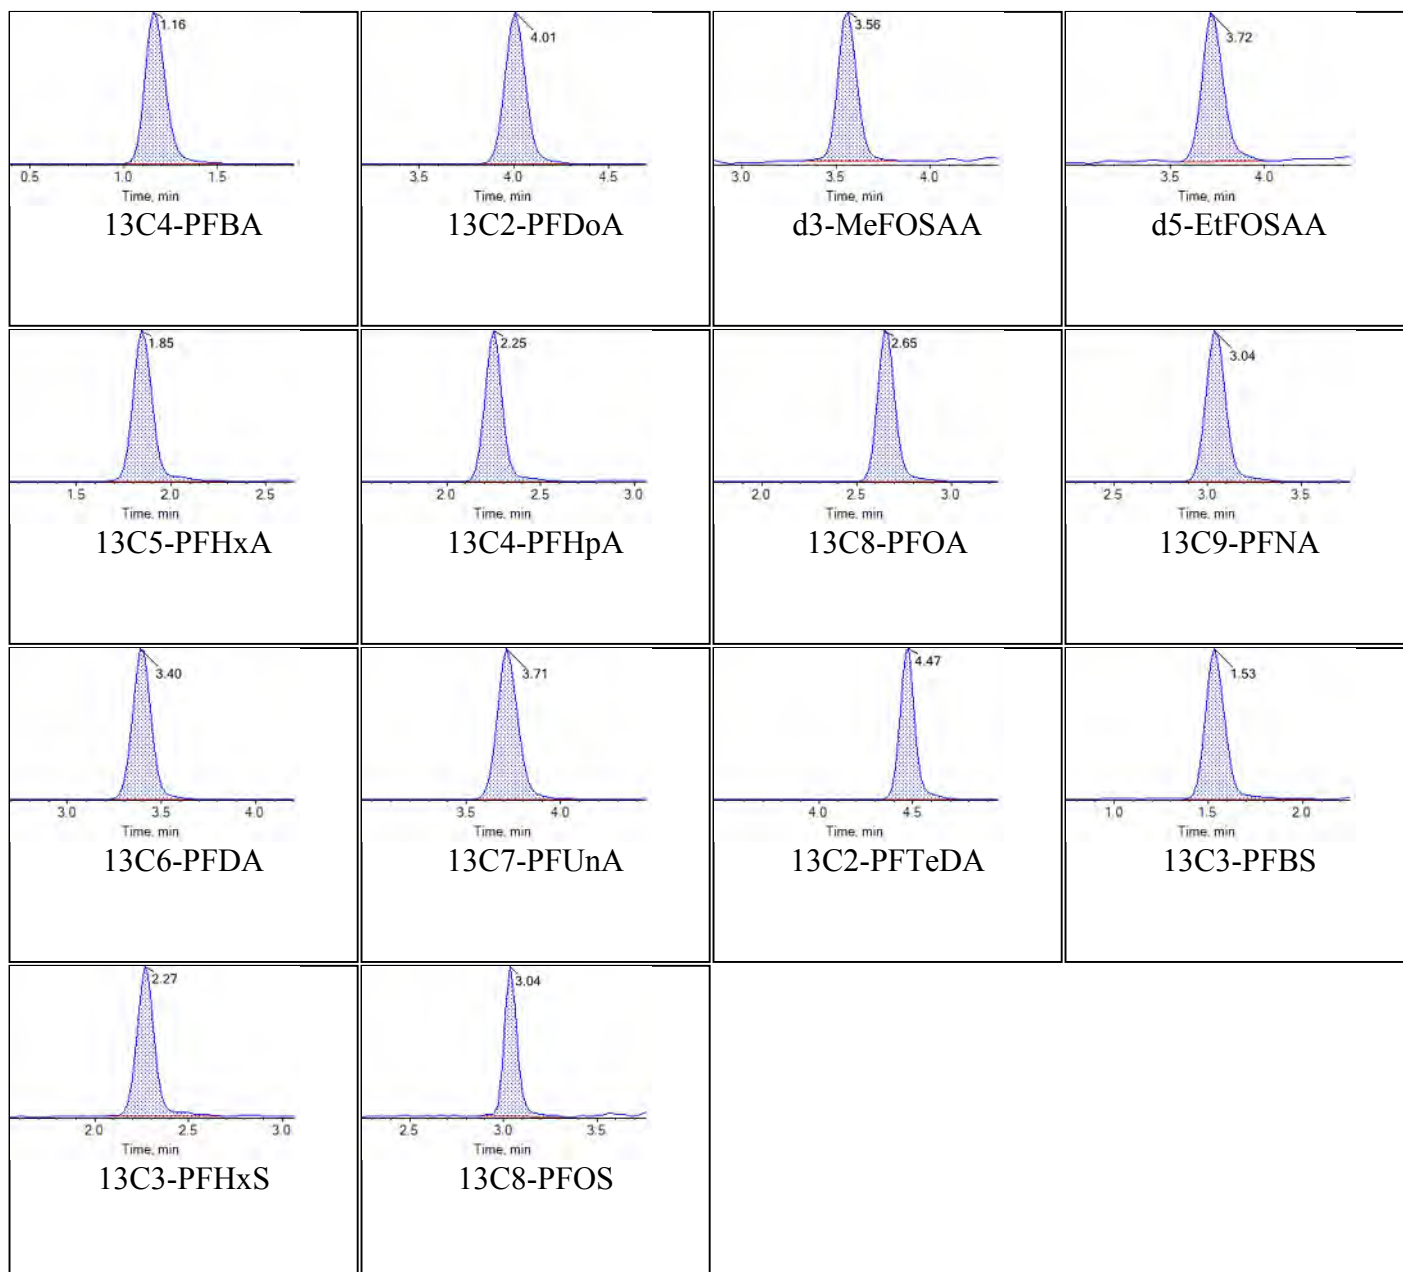 1.16
0.5 1.0 1.5
Time, min
13C4-PFBA
4.01
3.5 4.0 4.5
Time, min
13C2-PFDoA
3.56
3.0 3.5 4.0
Time, min
d3-MeFOSAA
3.72
3.5 4.0
Time, min
d5-EtFOSAA
1.85
1.5 2.0 2.5
Time, min
13C5-PFHxA
2.25
2.0 2.5 3.0
Time, min
13C4-PFHpA
2.65
2.0 2.5 3.0
Time, min
13C8-PFOA
3.04
2.5 3.0 3.5
Time, min
13C9-PFNA
3.40
3.0 3.5 4.0
Time, min
13C6-PFDA
3.71
3.5 4.0
Time, min
13C7-PFUnA
4.47
4.0 4.5
Time, min
13C2-PFTeDA
1.53
1.0 1.5 2.0
Time, min
13C3-PFBS
2.27
2.0 2.5 3.0
Time, min
13C3-PFHxS
3.04
2.5 3.0 3.5
Time, min
13C8-PFOS